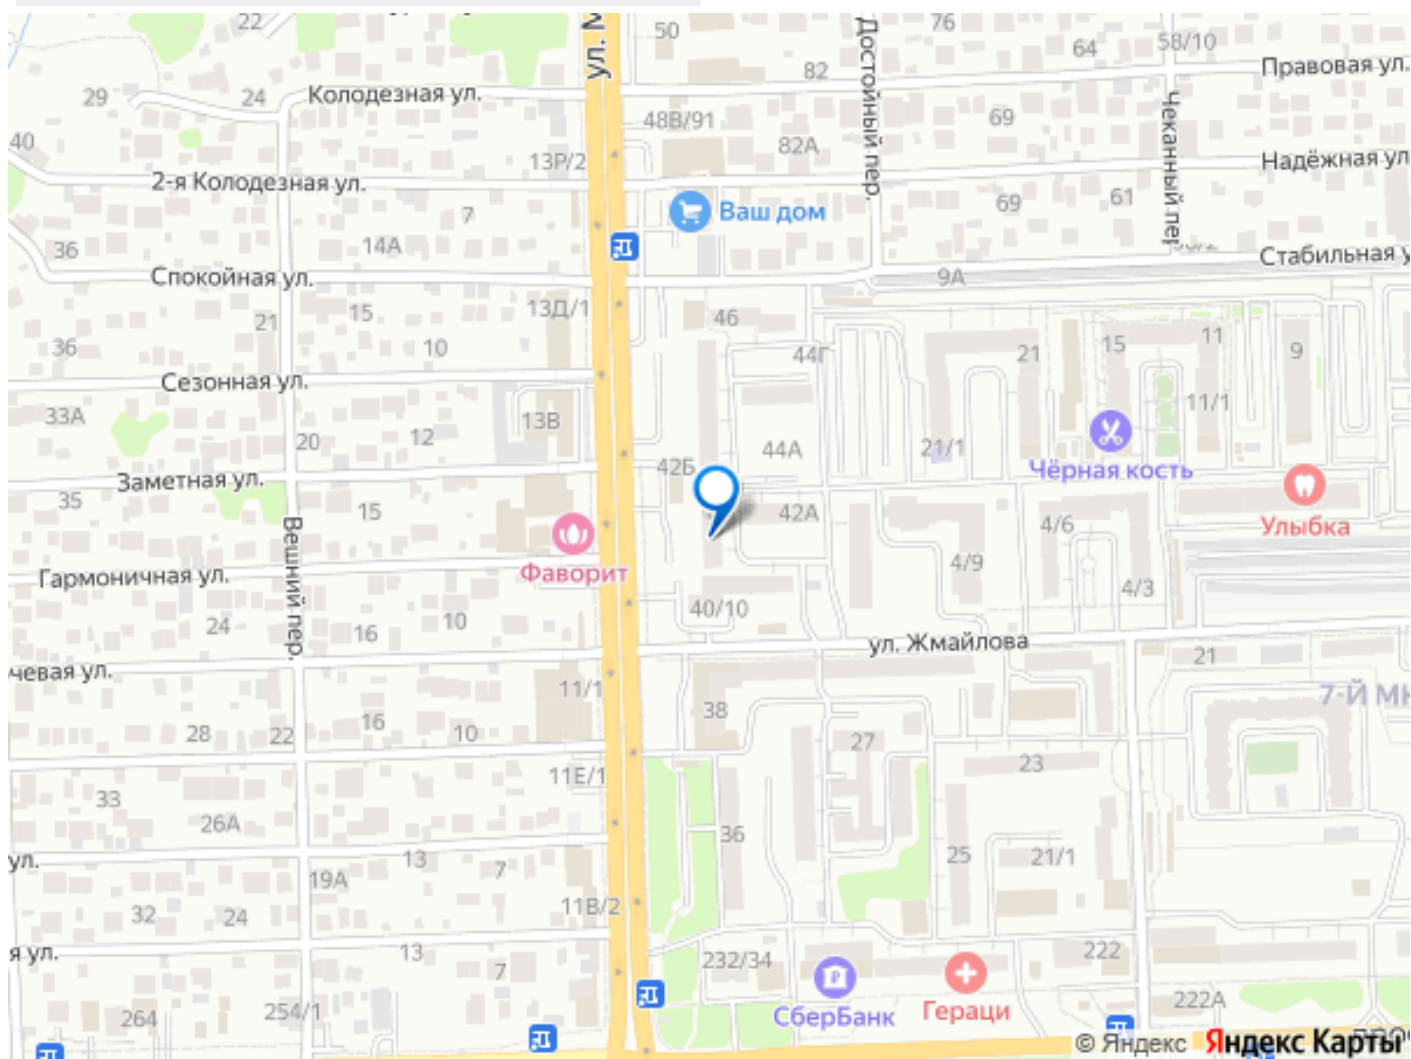 22
50
76
64
58/10
ул. М
Достойный пер.
82
Правовая ул.
29
24
Колодезная ул.
48В/91
69
Чеканный пер
40
13Р/2
82А
Надёжная ул
2-я Колодезная ул.
7
Ваш дом
69
61
36
14А
Стабильная у
Спокойная ул.
9А
15
13Д/1
21
46
36
10
44Г
21
15
11
9
Сезонная ул.
33А
13В
11/1
20
12
42Б
44А
21/1
Чёрная кость
Заметная ул.
35
15
42А
4/6
Улыбка
Вешний пер.
Фаворит
4/9
Гармоничная ул.
4/3
24
16
10
40/10
ул. Жмайлова
чевая ул.
21
11/1
7-Й МК
28
22
16
10
38
27
23
33
11Е/1
26А
36
ул.
13
7
25
21/1
19А
32
24
11В/2
я ул.
13
7
232/34
222
Гераци
СберБанк
222А
264
254/1
© Яндекс Яндекс Карты